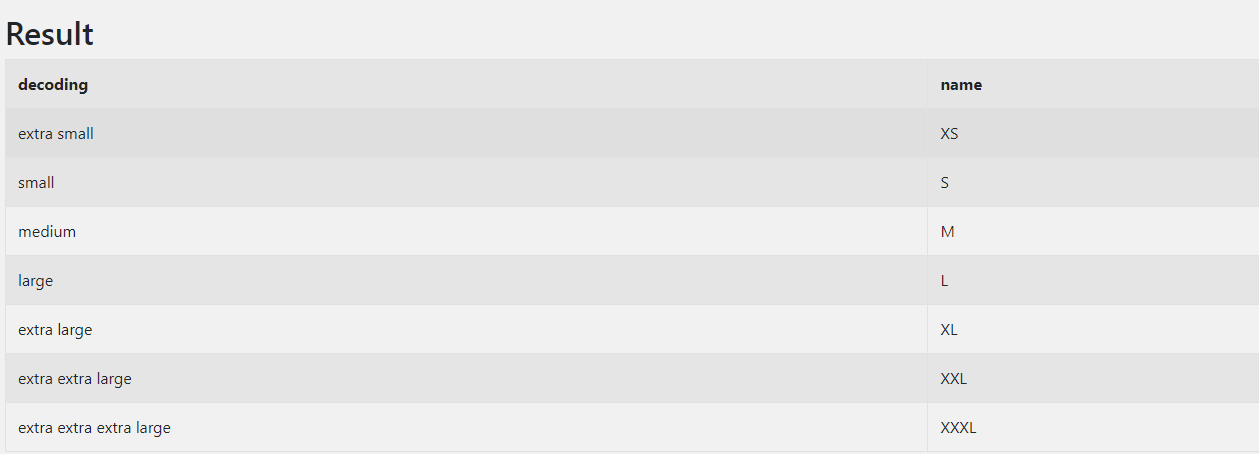 Result
decoding name
extra small XS
small S
medium M
large L
extra large XL
extra extra large XXL
extra extra extra large XXXL